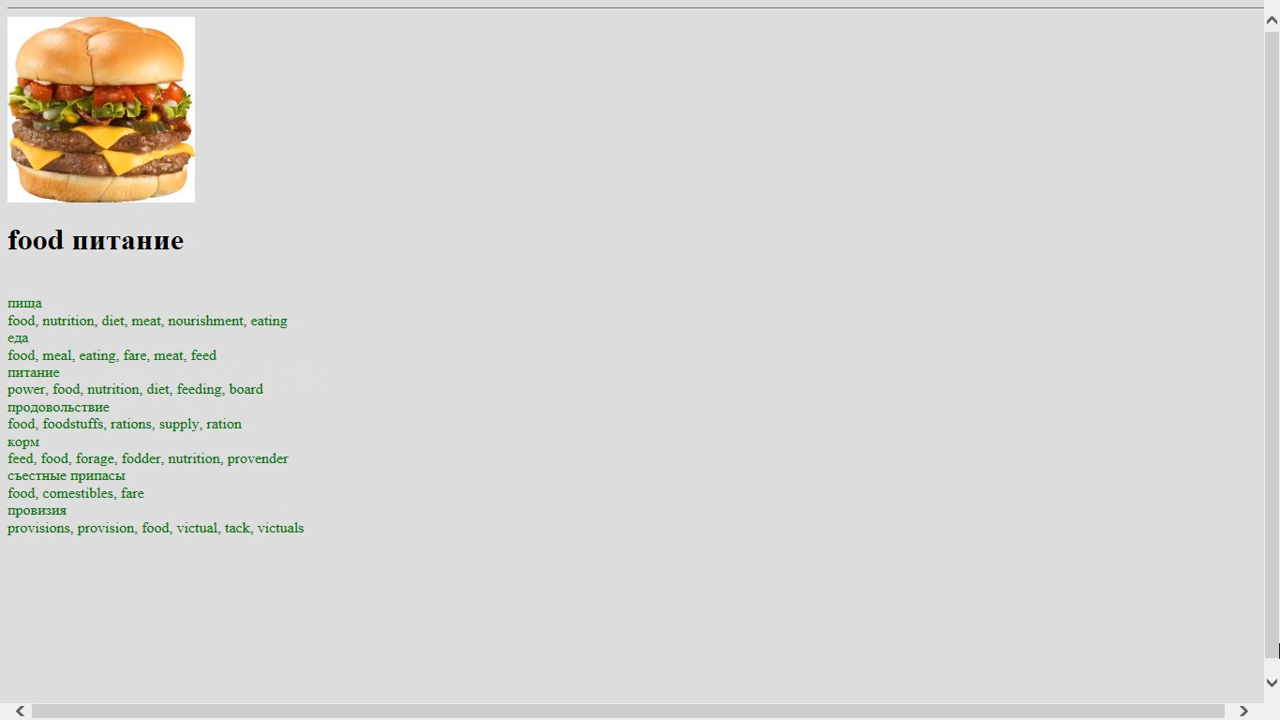 food питание
пища
food, nutrition, diet, meat, nourishment, eating
еда
food, meal, eating, fare, meat, feed
питание
power, food, nutrition, diet, feeding, board
продовольствие
food, foodstuffs, rations, supply, ration
корм
feed, food, forage, fodder, nutrition, provender
съестные припасы
food, comestibles, fare
провизия
provisions, provision, food, victual, tack, victuals